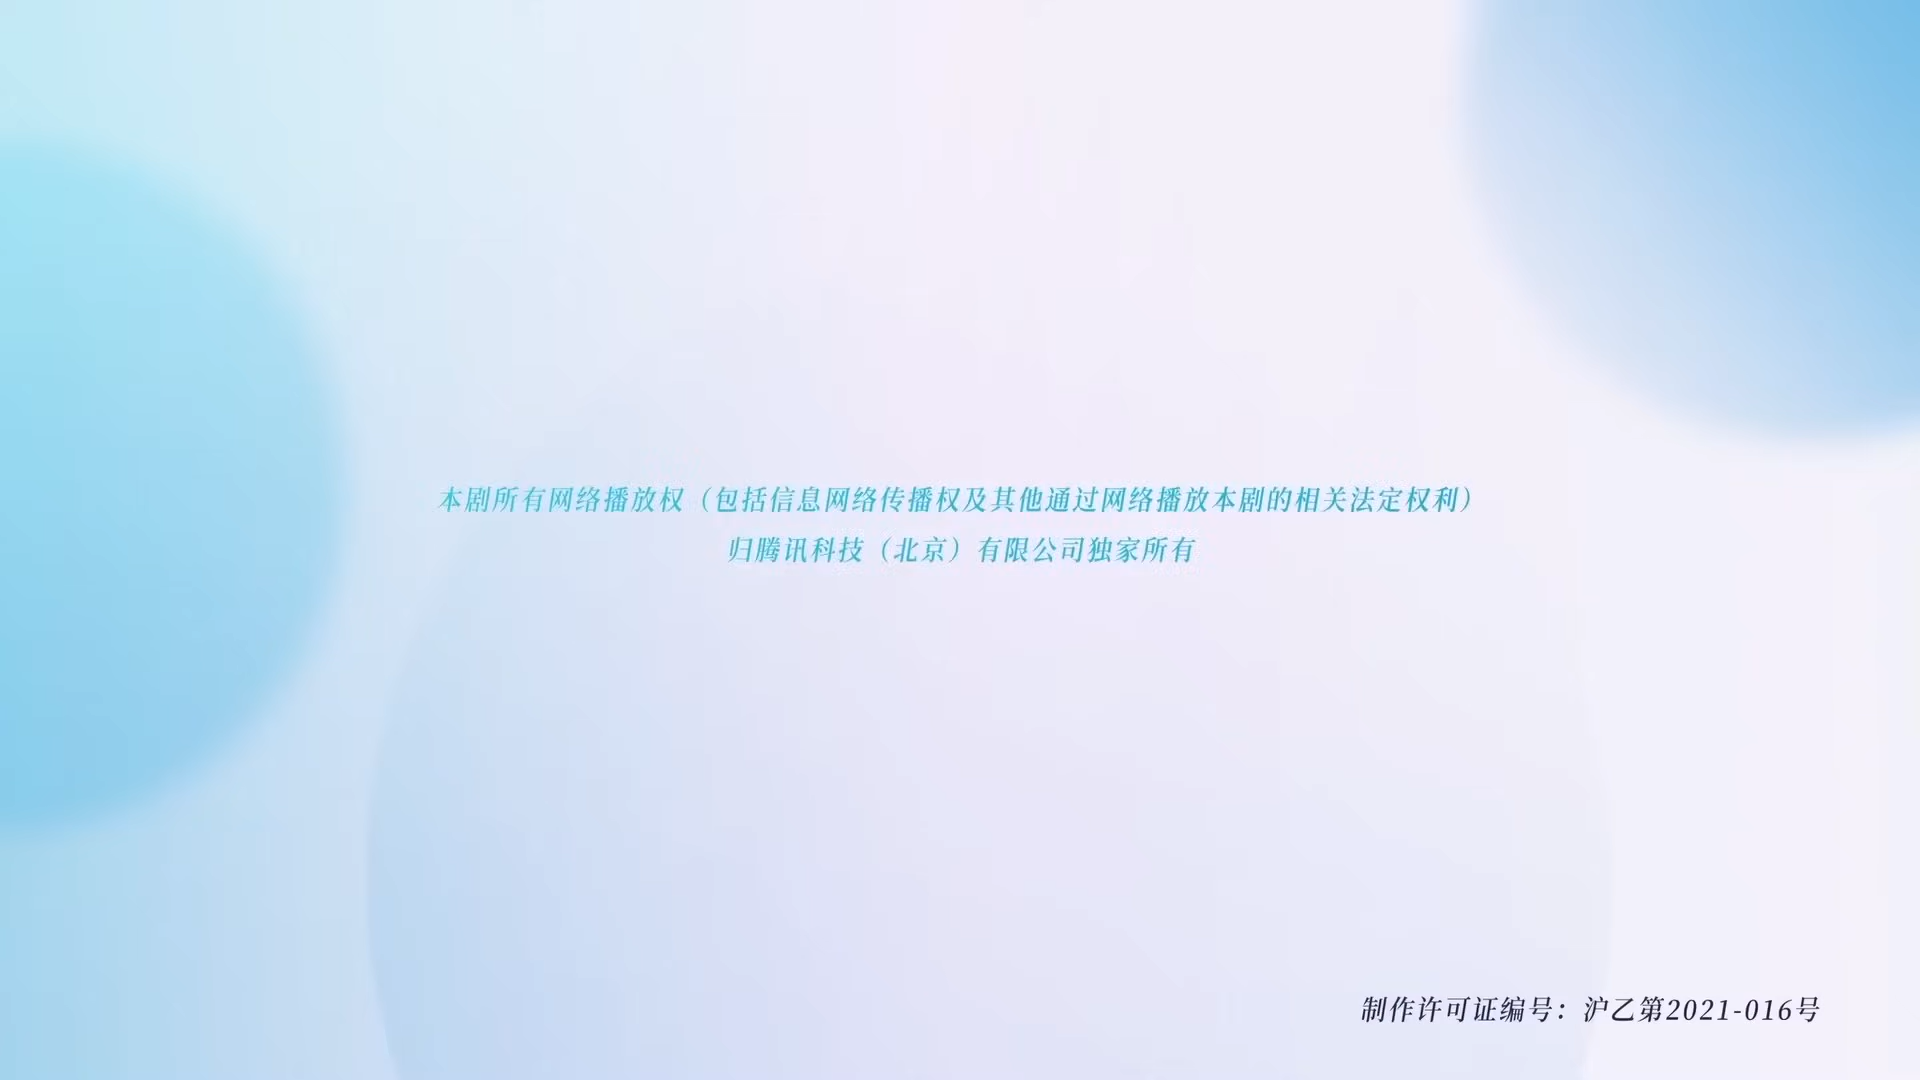 本剧所有网络播放权（包括信息网络传播权及其他通过网络播放本剧的相关法定权利）
归腾讯科技（北京）有限公司独家所有
制作许可证编号：沪乙第2021-016号